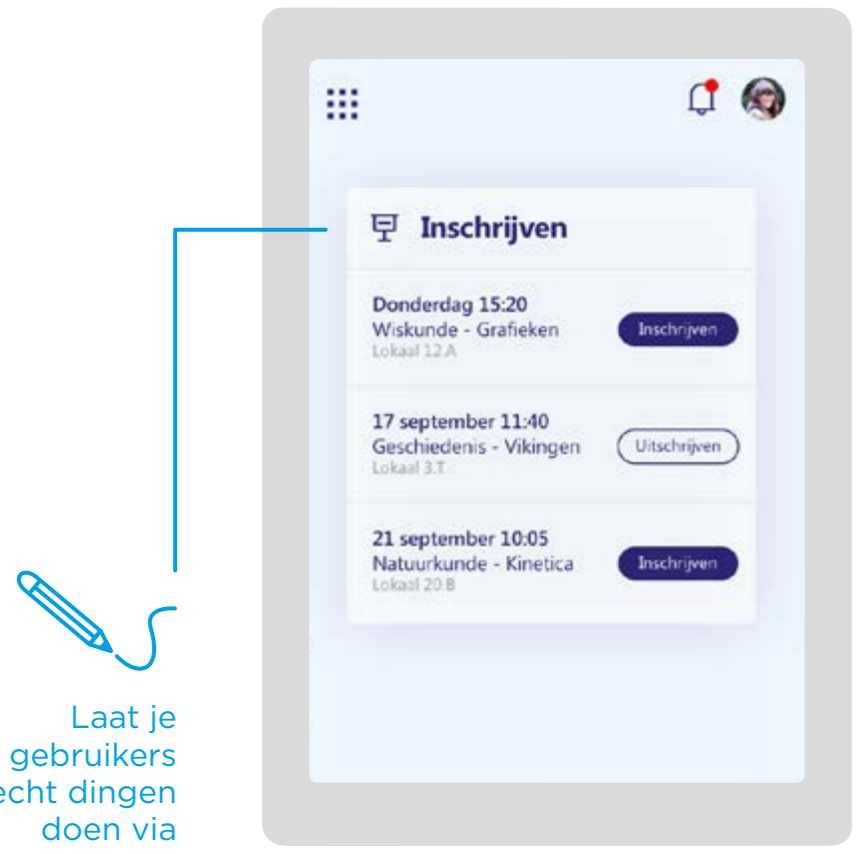 Inschrijven
Donderdag 15:20
Wiskunde - Grafieken
Lokaal 12.A
Inschrijven
17 september 11:40
Geschiedenis - Vikingen
Lokaal 3.T
Uitschrijven
21 september 10:05
Natuurkunde - Kinetica
Lokaal 20.B
Inschrijven
Laat je
gebruikers
echt dingen
doen via